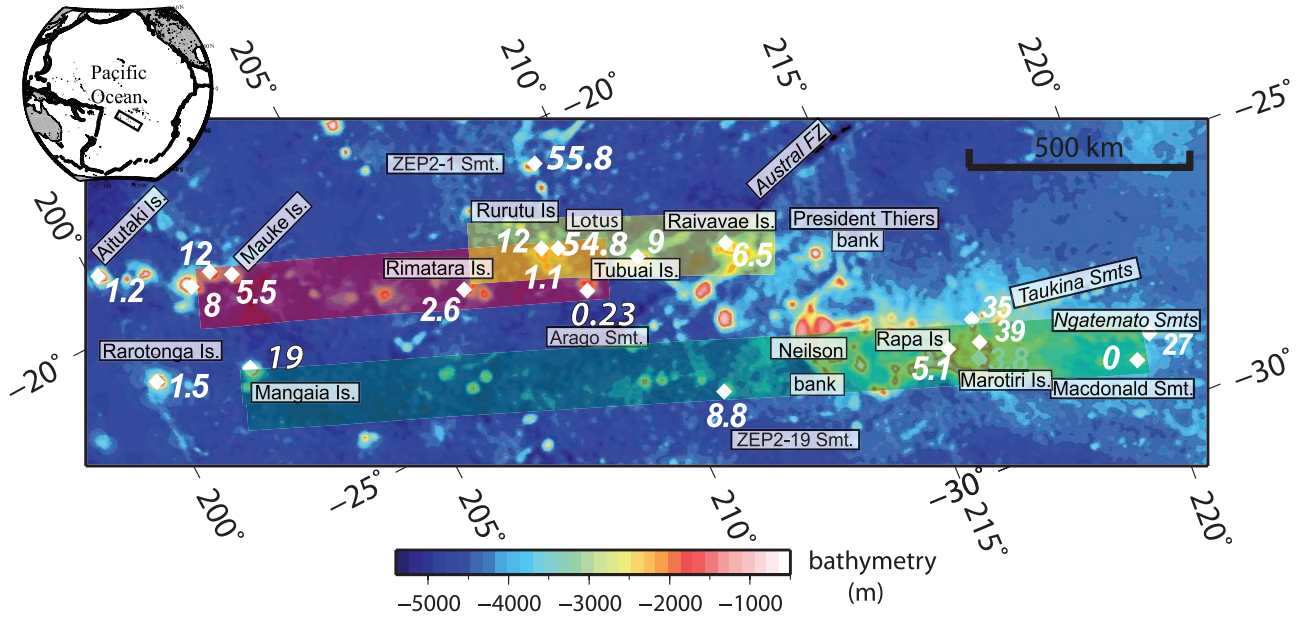 Pacific
Ocean
205°
210°
−20°
215°
220°
−25°
500 km
ZEP2-1 Smt.
55.8
Austral FZ
200°
Aitutaki Is.
Mauke Is.
Rurutu Is
Lotus
Raivavae Is.
President Thiers
bank
12
12
54.8
9
6.5
Rimatara Is.
1.1
Tubuai Is.
1.2
8
5.5
2.6
0.23
Arago Smt.
Taukina Smts
35
Ngatemato Smts
39
27
Rarotonga Is.
19
Neilson
bank
Rapa Is
5.1
3.8
0
1.5
Mangaia Is.
Marotiri Is.
Macdonald Smt.
8.8
ZEP2-19 Smt.
−20°
−30°
200°
−25°
205°
210°
−30°
215°
220°
bathymetry
(m)
−5000 −4000 −3000 −2000 −1000